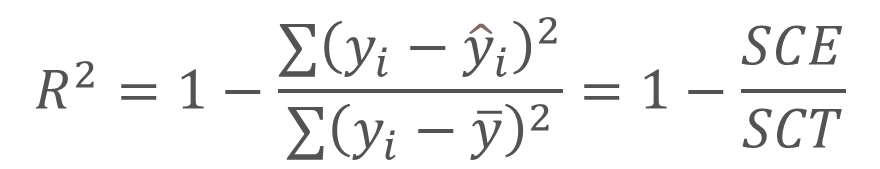 R² = 1 − ∑(yᵢ − ŷᵢ)² / ∑(yᵢ − ȳ)² = 1 − SCE / SCT